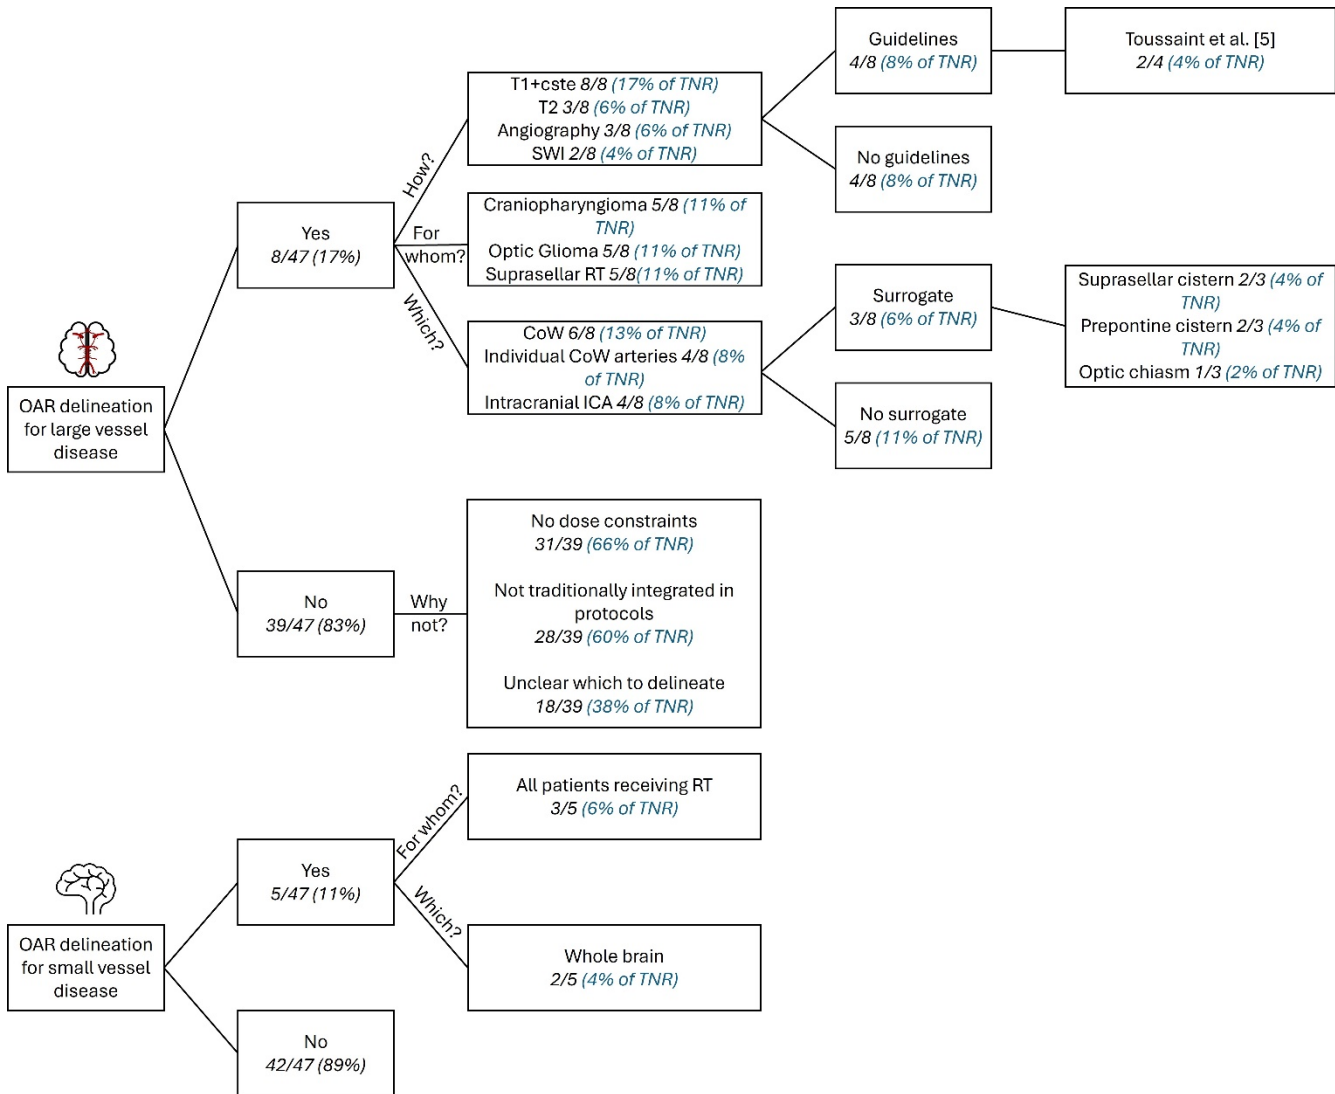 OAR delineation
for large vessel
disease
Yes
8/47 (17%)
How?
T1+cste 8/8 (17% of TNR)
T2 3/8 (6% of TNR)
Angiography 3/8 (6% of TNR)
SWI 2/8 (4% of TNR)
Guidelines
4/8 (8% of TNR)
Toussaint et al. [5]
2/4 (4% of TNR)
No guidelines
4/8 (8% of TNR)
For
whom?
Craniopharyngioma 5/8 (11% of
TNR)
Optic Glioma 5/8 (11% of TNR)
Suprasellar RT 5/8(11% of TNR)
Which?
CoW 6/8 (13% of TNR)
Individual CoW arteries 4/8 (8%
of TNR)
Intracranial ICA 4/8 (8% of TNR)
Surrogate
3/8 (6% of TNR)
Suprasellar cistern 2/3 (4% of
TNR)
Prepontine cistern 2/3 (4% of
TNR)
Optic chiasm 1/3 (2% of TNR)
No surrogate
5/8 (11% of TNR)
No
39/47 (83%)
Why
not?
No dose constraints
31/39 (66% of TNR)
Not traditionally integrated in
protocols
28/39 (60% of TNR)
Unclear which to delineate
18/39 (38% of TNR)
OAR delineation
for small vessel
disease
Yes
5/47 (11%)
For whom?
All patients receiving RT
3/5 (6% of TNR)
Which?
Whole brain
2/5 (4% of TNR)
No
42/47 (89%)